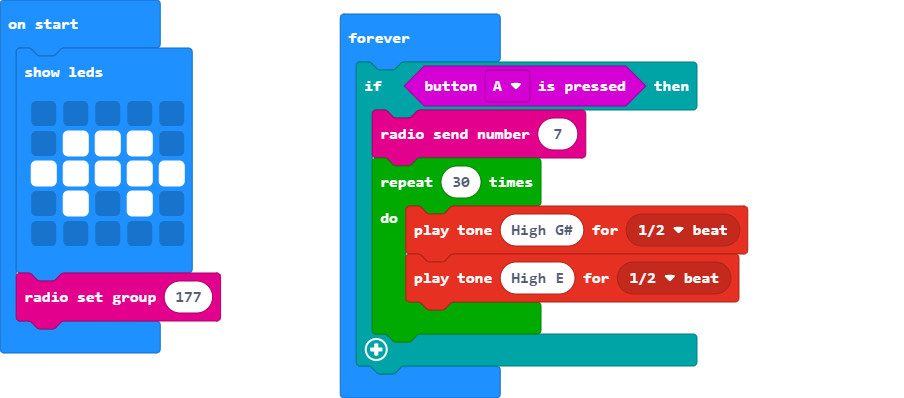 on start
show leds
radio set group 177
forever
if button A is pressed then
radio send number 7
repeat 30 times
do
play tone High G# for 1/2 beat
play tone High E for 1/2 beat